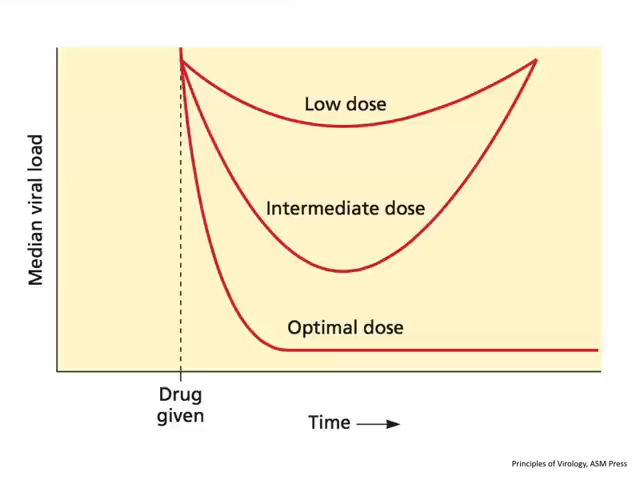 Low dose
Median viral load
Intermediate dose
Optimal dose
Drug
given
Time
Principles of Virology, ASM Press